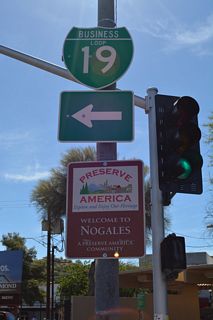 BUSINESS
LOOP
19
PRESERVE
AMERICA
Explore and Enjoy Our Heritage
WELCOME TO
NOGALES
A PRESERVE AMERICA
COMMUNITY